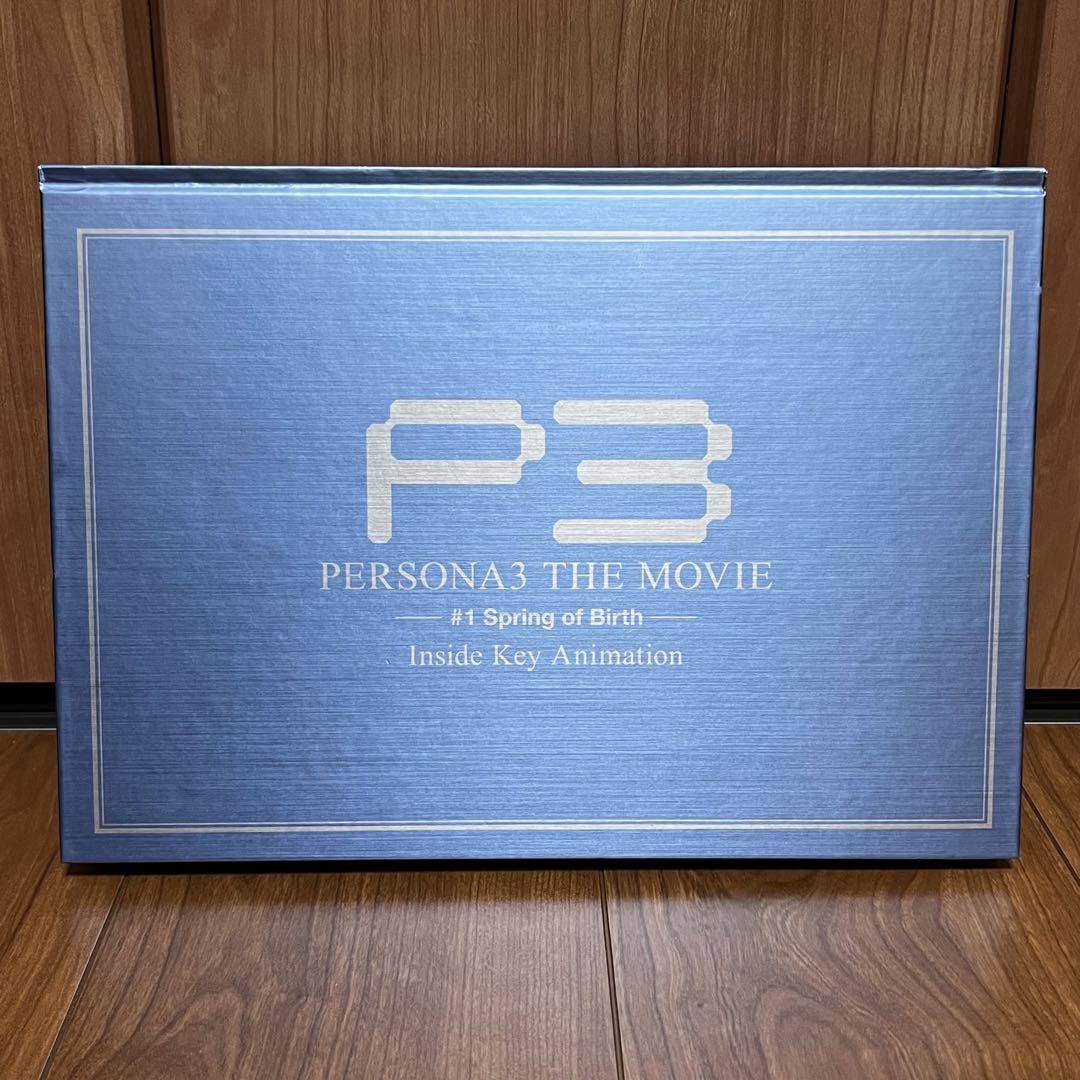 P3
PERSONA3 THE MOVIE
#1 Spring of Birth
Inside Key Animation